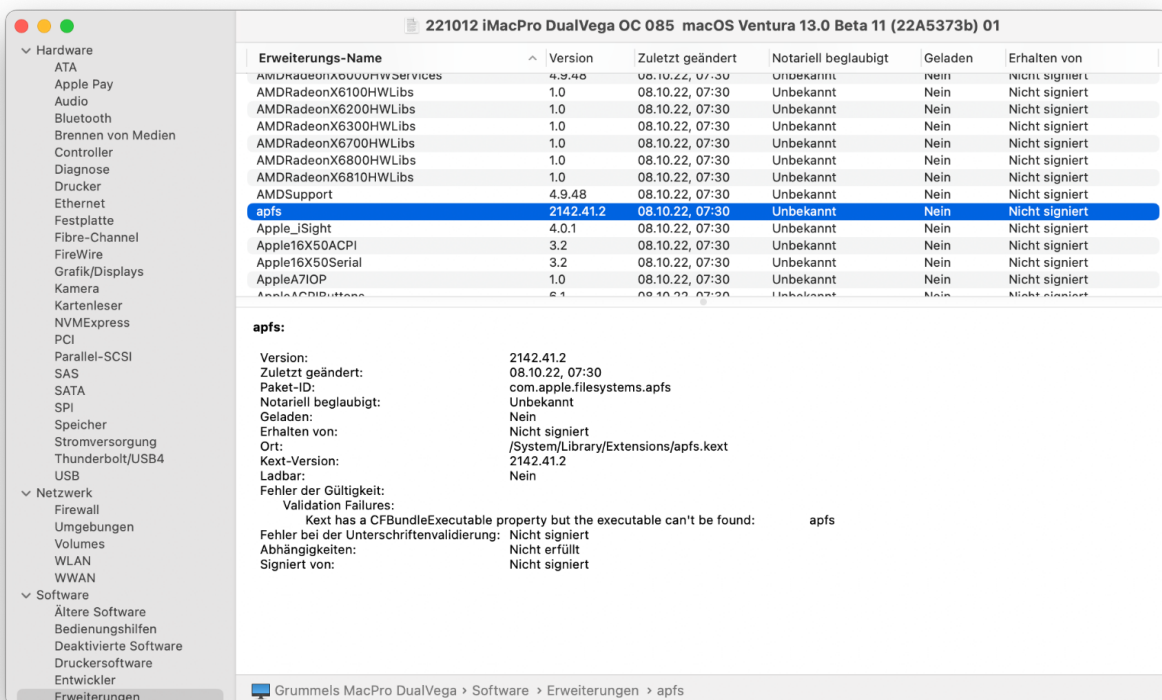 221012 iMacPro DualVega OC 085 macOS Ventura 13.0 Beta 11 (22A5373b) 01
Hardware
ATA
Apple Pay
Audio
Bluetooth
Brennen von Medien
Controller
Diagnose
Drucker
Ethernet
Festplatte
Fibre-Channel
FireWire
Grafik/Displays
Kamera
Kartenleser
NVMExpress
PCI
Parallel-SCSI
SAS
SATA
SPI
Speicher
Stromversorgung
Thunderbolt/USB4
USB
Netzwerk
Firewall
Umgebungen
Volumes
WLAN
WWAN
Software
Ältere Software
Bedienungshilfen
Deaktivierte Software
Druckersoftware
Entwickler
Erweiterungen
Erweiterungs-Name Version Zuletzt geändert Notariell beglaubigt Geladen Erhalten von
AMDRadeonX6000HWServices 4.9.48 08.10.22, 07:30 Unbekannt Nein Nicht signiert
AMDRadeonX6100HWLibs 1.0 08.10.22, 07:30 Unbekannt Nein Nicht signiert
AMDRadeonX6200HWLibs 1.0 08.10.22, 07:30 Unbekannt Nein Nicht signiert
AMDRadeonX6300HWLibs 1.0 08.10.22, 07:30 Unbekannt Nein Nicht signiert
AMDRadeonX6700HWLibs 1.0 08.10.22, 07:30 Unbekannt Nein Nicht signiert
AMDRadeonX6800HWLibs 1.0 08.10.22, 07:30 Unbekannt Nein Nicht signiert
AMDRadeonX6810HWLibs 1.0 08.10.22, 07:30 Unbekannt Nein Nicht signiert
AMDSupport 4.9.48 08.10.22, 07:30 Unbekannt Nein Nicht signiert
apfs 2142.41.2 08.10.22, 07:30 Unbekannt Nein Nicht signiert
Apple_iSight 4.0.1 08.10.22, 07:30 Unbekannt Nein Nicht signiert
Apple16X50ACPI 3.2 08.10.22, 07:30 Unbekannt Nein Nicht signiert
Apple16X50Serial 3.2 08.10.22, 07:30 Unbekannt Nein Nicht signiert
AppleA7IOP 1.0 08.10.22, 07:30 Unbekannt Nein Nicht signiert
AppleACPIButtons 6.1 08.10.22, 07:30 Unbekannt Nein Nicht signiert
apfs:
Version: 2142.41.2
Zuletzt geändert: 08.10.22, 07:30
Paket-ID: com.apple.filesystems.apfs
Notariell beglaubigt: Unbekannt
Geladen: Nein
Erhalten von: Nicht signiert
Ort: /System/Library/Extensions/apfs.kext
Kext-Version: 2142.41.2
Ladbar: Nein
Fehler der Gültigkeit:
Validation Failures:
Kext has a CFBundleExecutable property but the executable can't be found: apfs
Fehler bei der Unterschriftenvalidierung: Nicht signiert
Abhängigkeiten: Nicht erfüllt
Signiert von: Nicht signiert
Grummels MacPro DualVega › Software › Erweiterungen › apfs